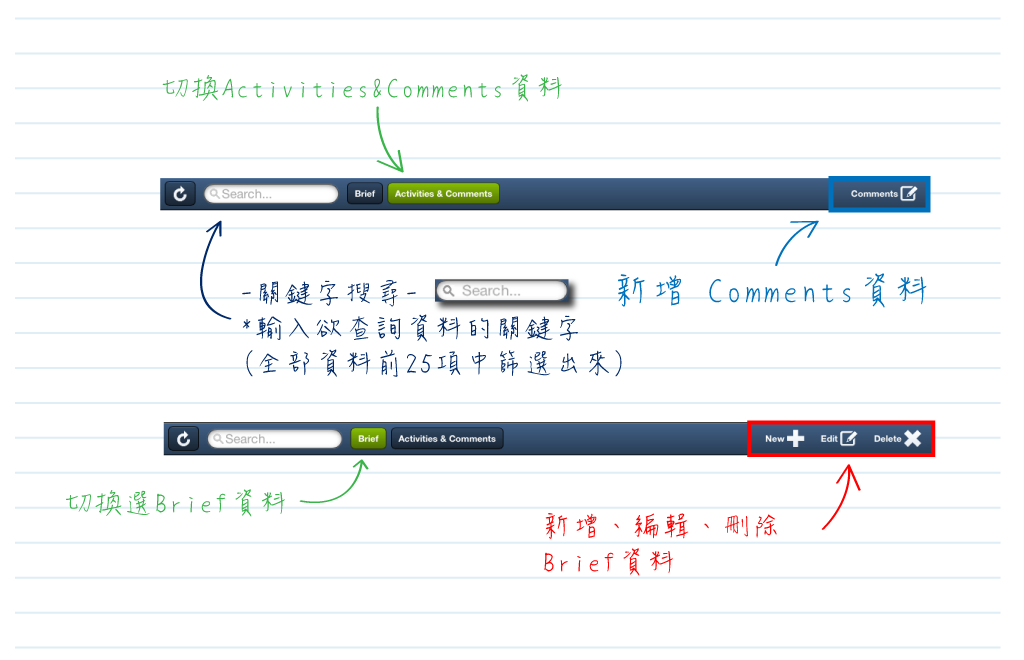 切換Activities&Comments資料
Search... Brief Activities & Comments Comments
-關鍵字搜尋- Search...
新增 Comments資料
*輸入欲查詢資料的關鍵字
(全部資料前25項中篩選出來)
Search... Brief Activities & Comments New Edit Delete
切換選Brief資料
新增、編輯、刪除
Brief資料